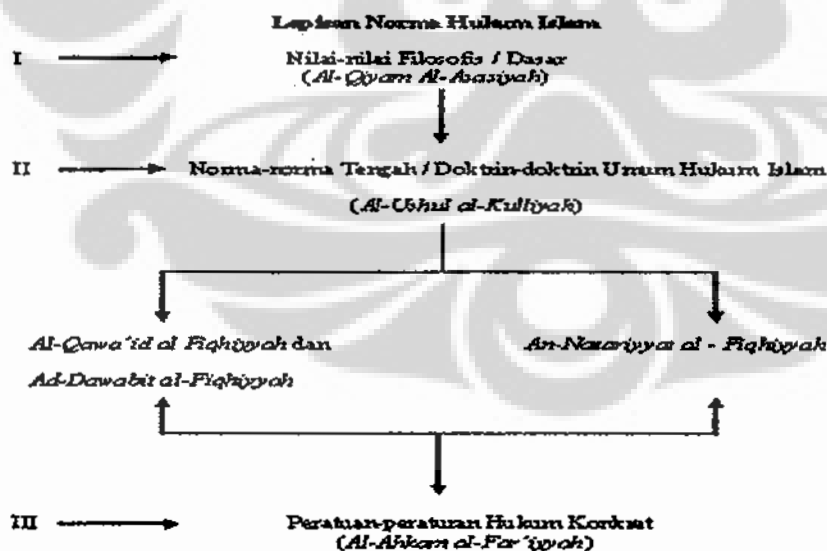 Lapisan Norma Hukum Islam
I Nilai-nilai Filosofis / Dasar
(Al-Qiyam Al-Asasiyah)
II Norma-norma Tengah / Doktrin-doktrin Umum Hukum Islam
(Al-Ushul al-Kulliyah)
Al-Qawa'id al Fiqhiyyah dan An-Nazariyyat al - Fiqhiyyah
Ad-Dawabit al-Fiqhiyyah
III Peratuan-peraturan Hukum Konkret
(Al-Ahkam al-Far'iyyah)